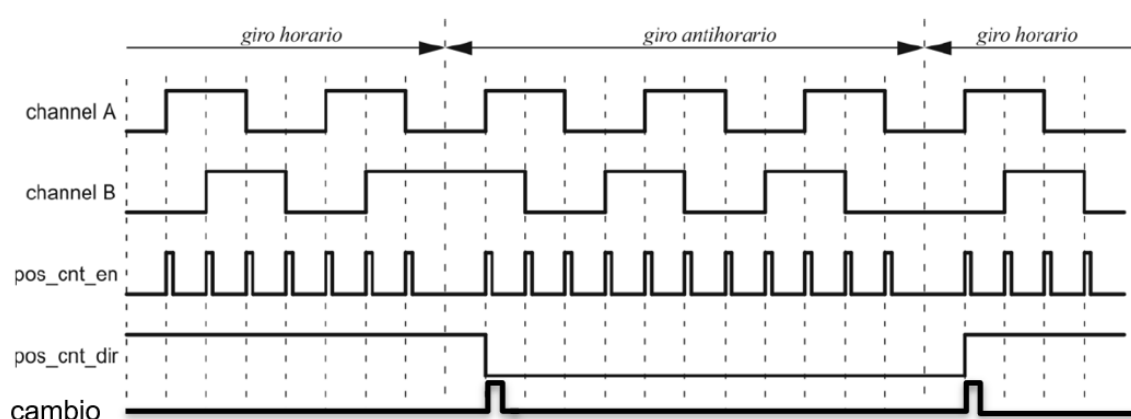 giro horario giro antihorario giro horario
channel A
channel B
pos_cnt_en
pos_cnt_dir
cambio